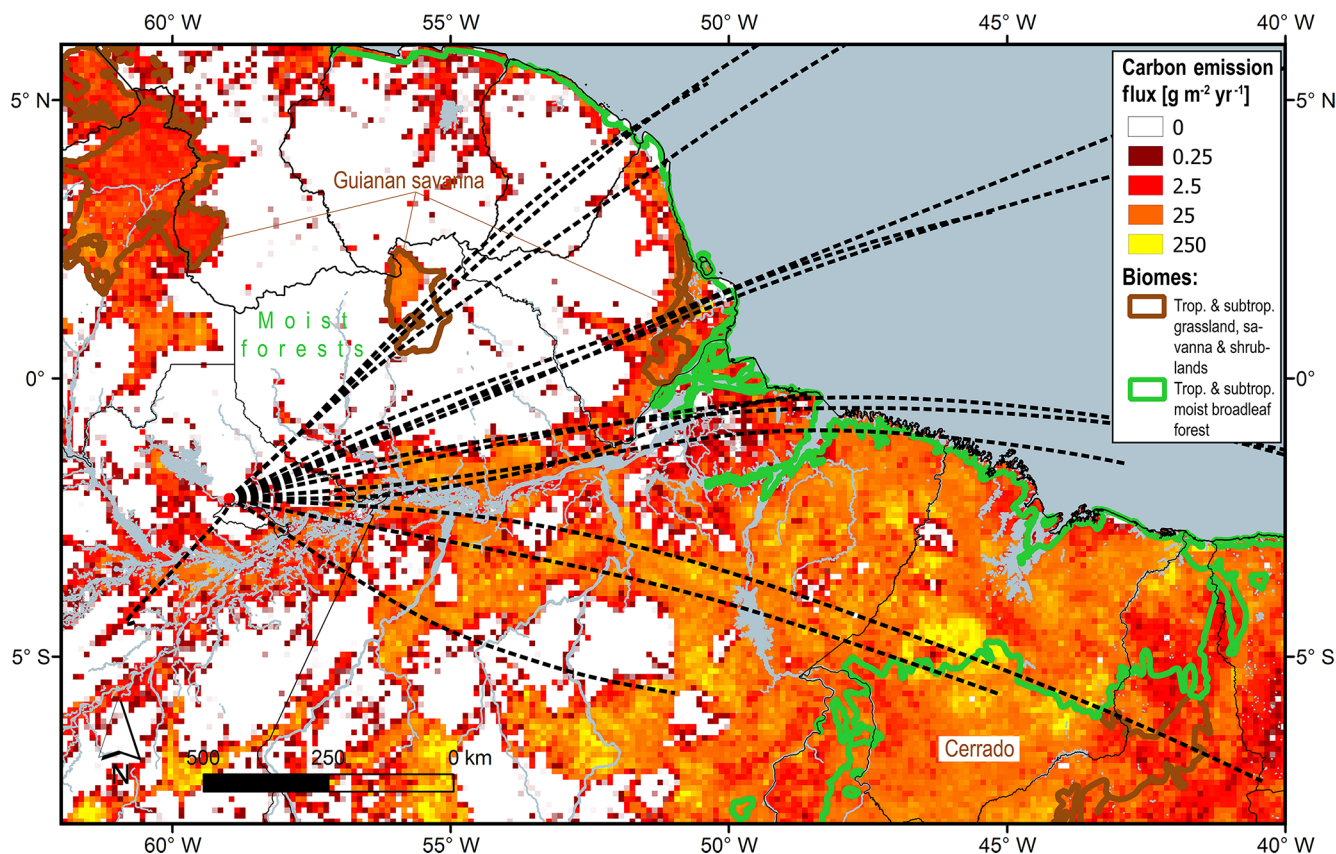 60° W
55° W
50° W
45° W
40° W
5° N
5° N
Carbon emission
flux [g m⁻² yr⁻¹]
0
0.25
2.5
25
250
Biomes:
Trop. & subtrop.
grassland, sa-
vanna & shrub-
lands
Trop. & subtrop.
moist broadleaf
forest
Guianan savanna
Moist
forests
0°
0°
5° S
5° S
Cerrado
N
500
250
0 km
60° W
55° W
50° W
45° W
40° W